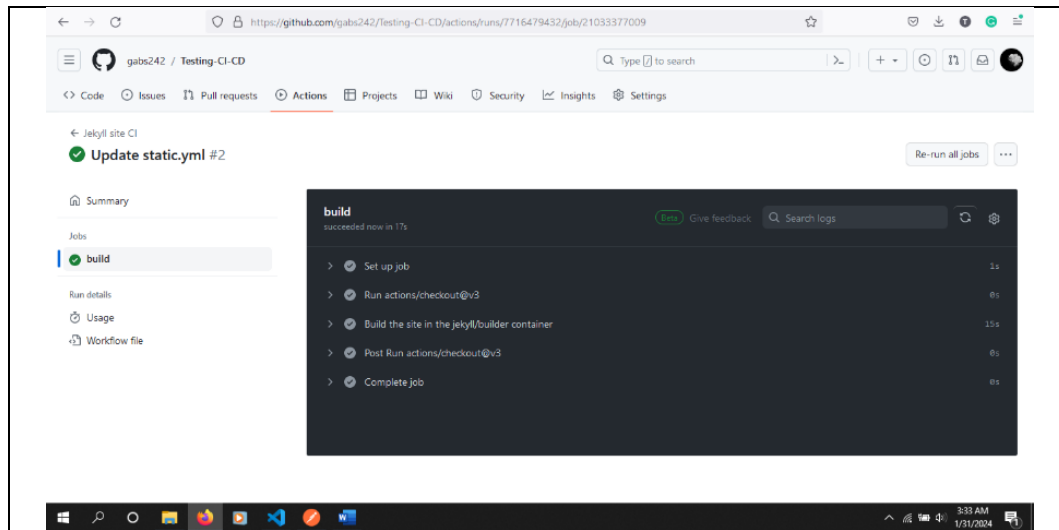 https://github.com/gabs242/Testing-CI-CD/actions/runs/7716479432/job/21033377009
gabs242 / Testing-CI-CD
Type / to search
Code Issues Pull requests Actions Projects Wiki Security Insights Settings
Jekyll site CI
Update static.yml #2
Re-run all jobs
Summary
Jobs
build
Run details
Usage
Workflow file
build
succeeded now in 17s
Beta Give feedback
Search logs
Set up job 1s
Run actions/checkout@v3 0s
Build the site in the jekyll/builder container 15s
Post Run actions/checkout@v3 0s
Complete job 0s
3:33 AM
1/31/2024